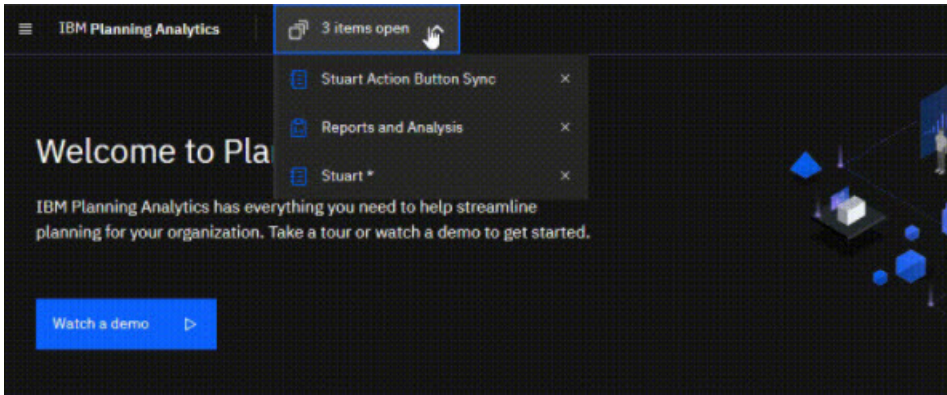 IBM Planning Analytics
3 items open
Stuart Action Button Sync
Reports and Analysis
Stuart *
Welcome to Pla
IBM Planning Analytics has everything you need to help streamline
planning for your organization. Take a tour or watch a demo to get started.
Watch a demo